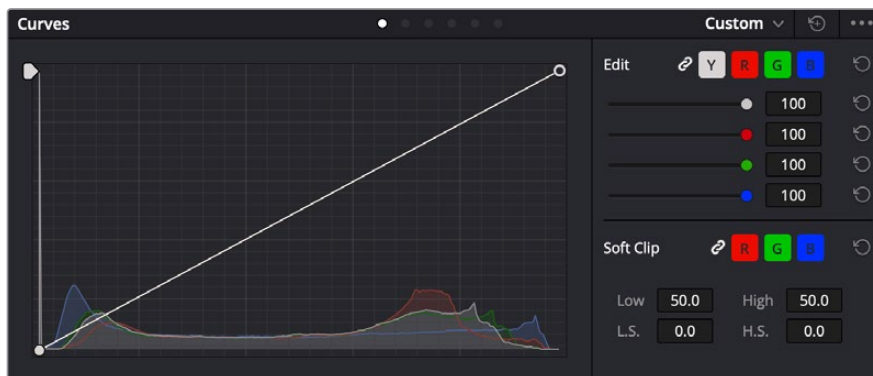 Curves Custom
Edit Y R G B
100
100
100
100
Soft Clip R G B
Low 50.0 High 50.0
L.S. 0.0 H.S. 0.0